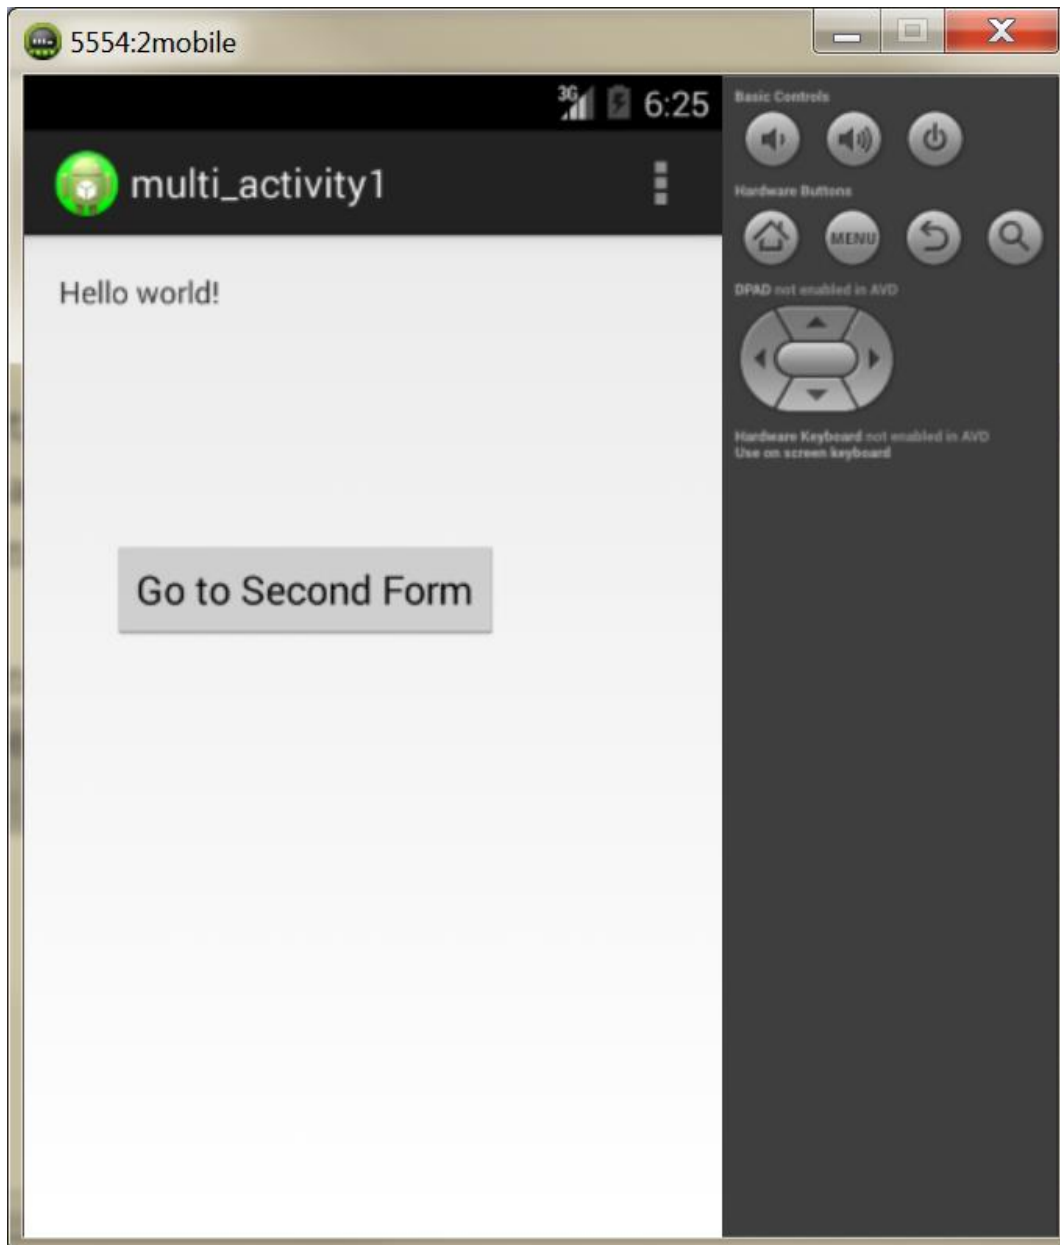 5554:2mobile
3G 6:25
multi_activity1
Hello world!
Go to Second Form
Basic Controls
Hardware Buttons
MENU
DPAD not enabled in AVD
Hardware Keyboard not enabled in AVD
Use on screen keyboard